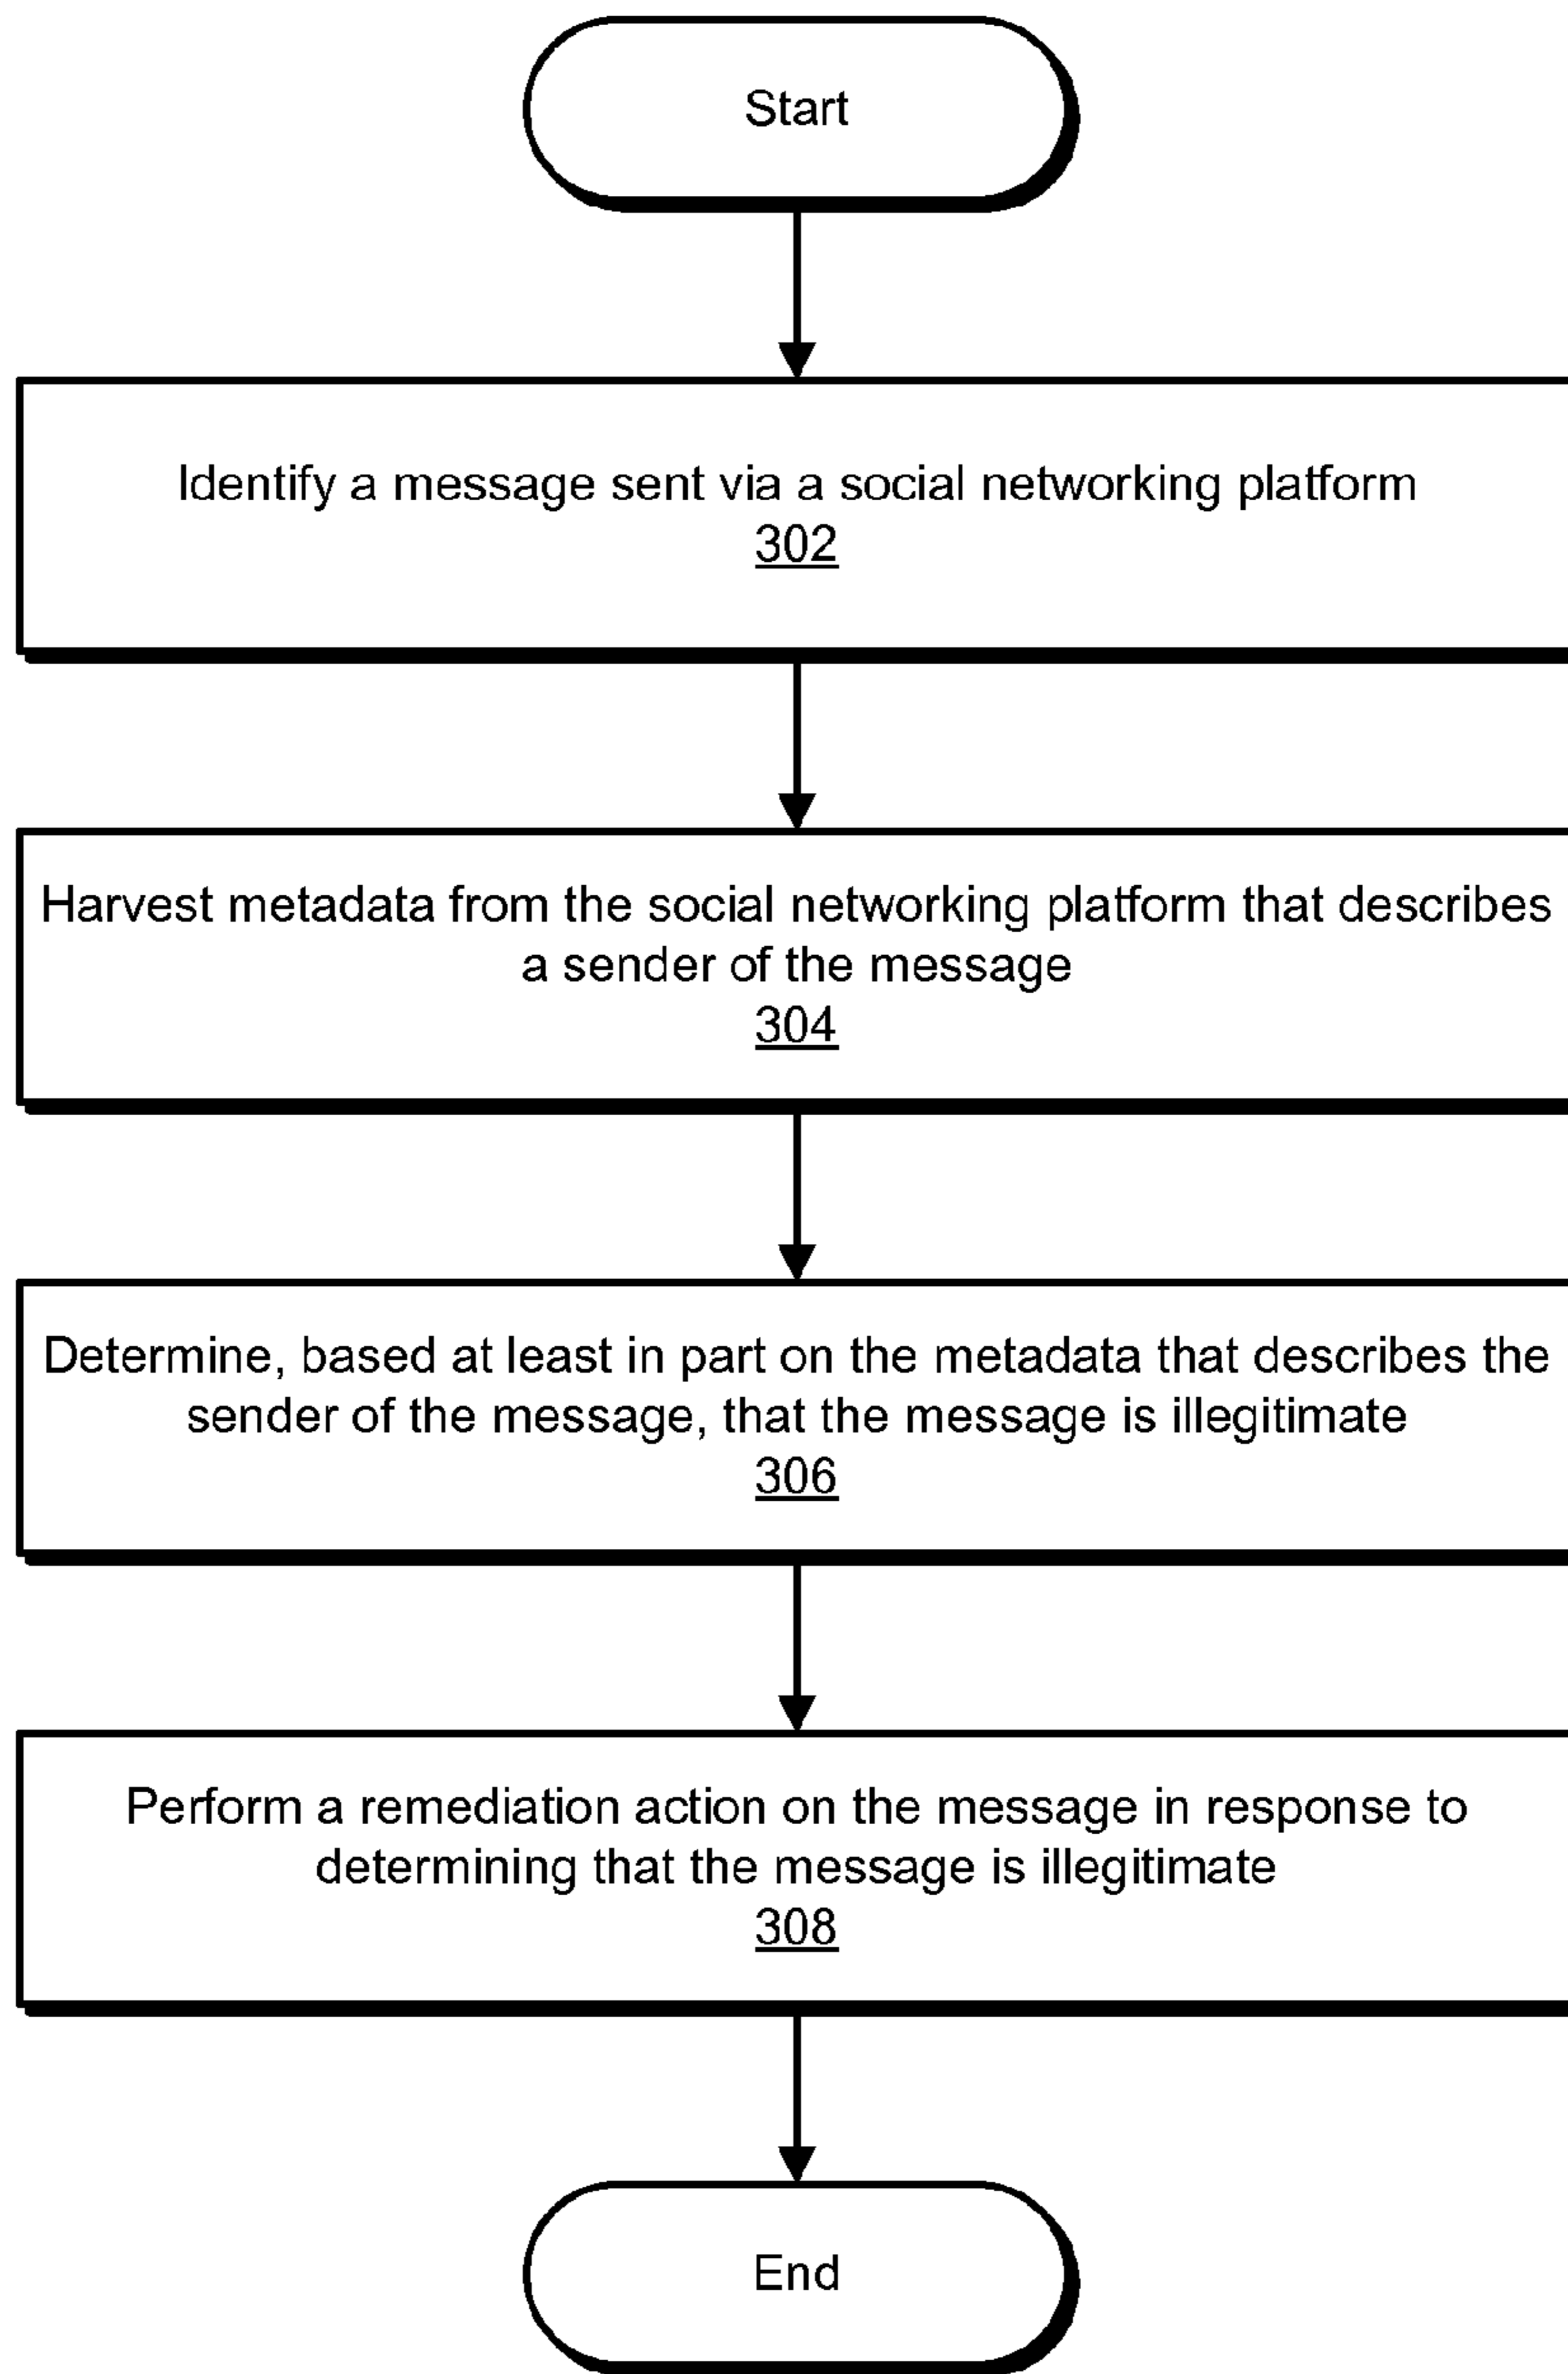 Start
Identify a message sent via a social networking platform
302
Harvest metadata from the social networking platform that describes
a sender of the message
304
Determine, based at least in part on the metadata that describes the
sender of the message, that the message is illegitimate
306
Perform a remediation action on the message in response to
determining that the message is illegitimate
308
End